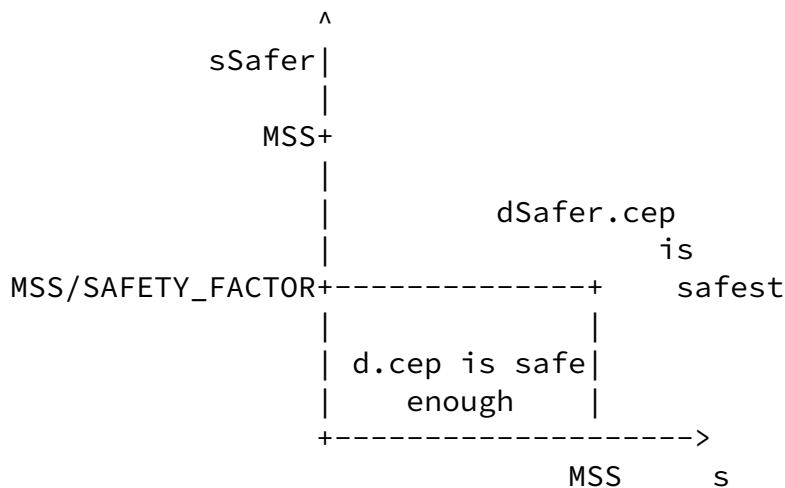 ^
sSafer|
|
MSS+
|
| dSafer.cep
| is
MSS/SAFETY_FACTOR+--------------+ safest
| |
| d.cep is safe|
| enough |
+-------------------->
MSS s